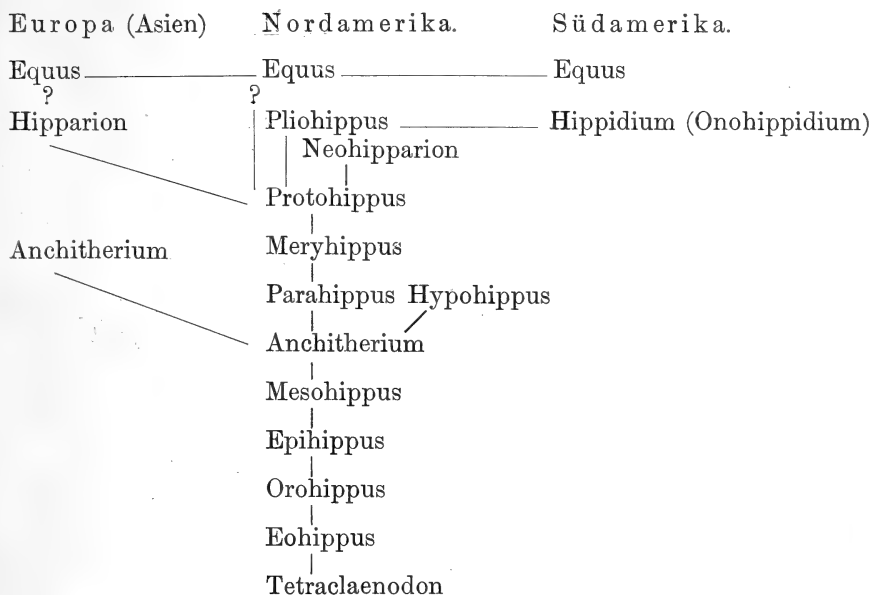 Europa (Asien) Nordamerika. Südamerika.
Equus Equus Equus
? ?
Hipparion Pliohippus Hippidium (Onohippidium)
Neohipparion
Protohippus
Anchitherium Meryhippus
Parahippus Hypohippus
Anchitherium
Mesohippus
Epihippus
Orohippus
Eohippus
Tetraclaenodon